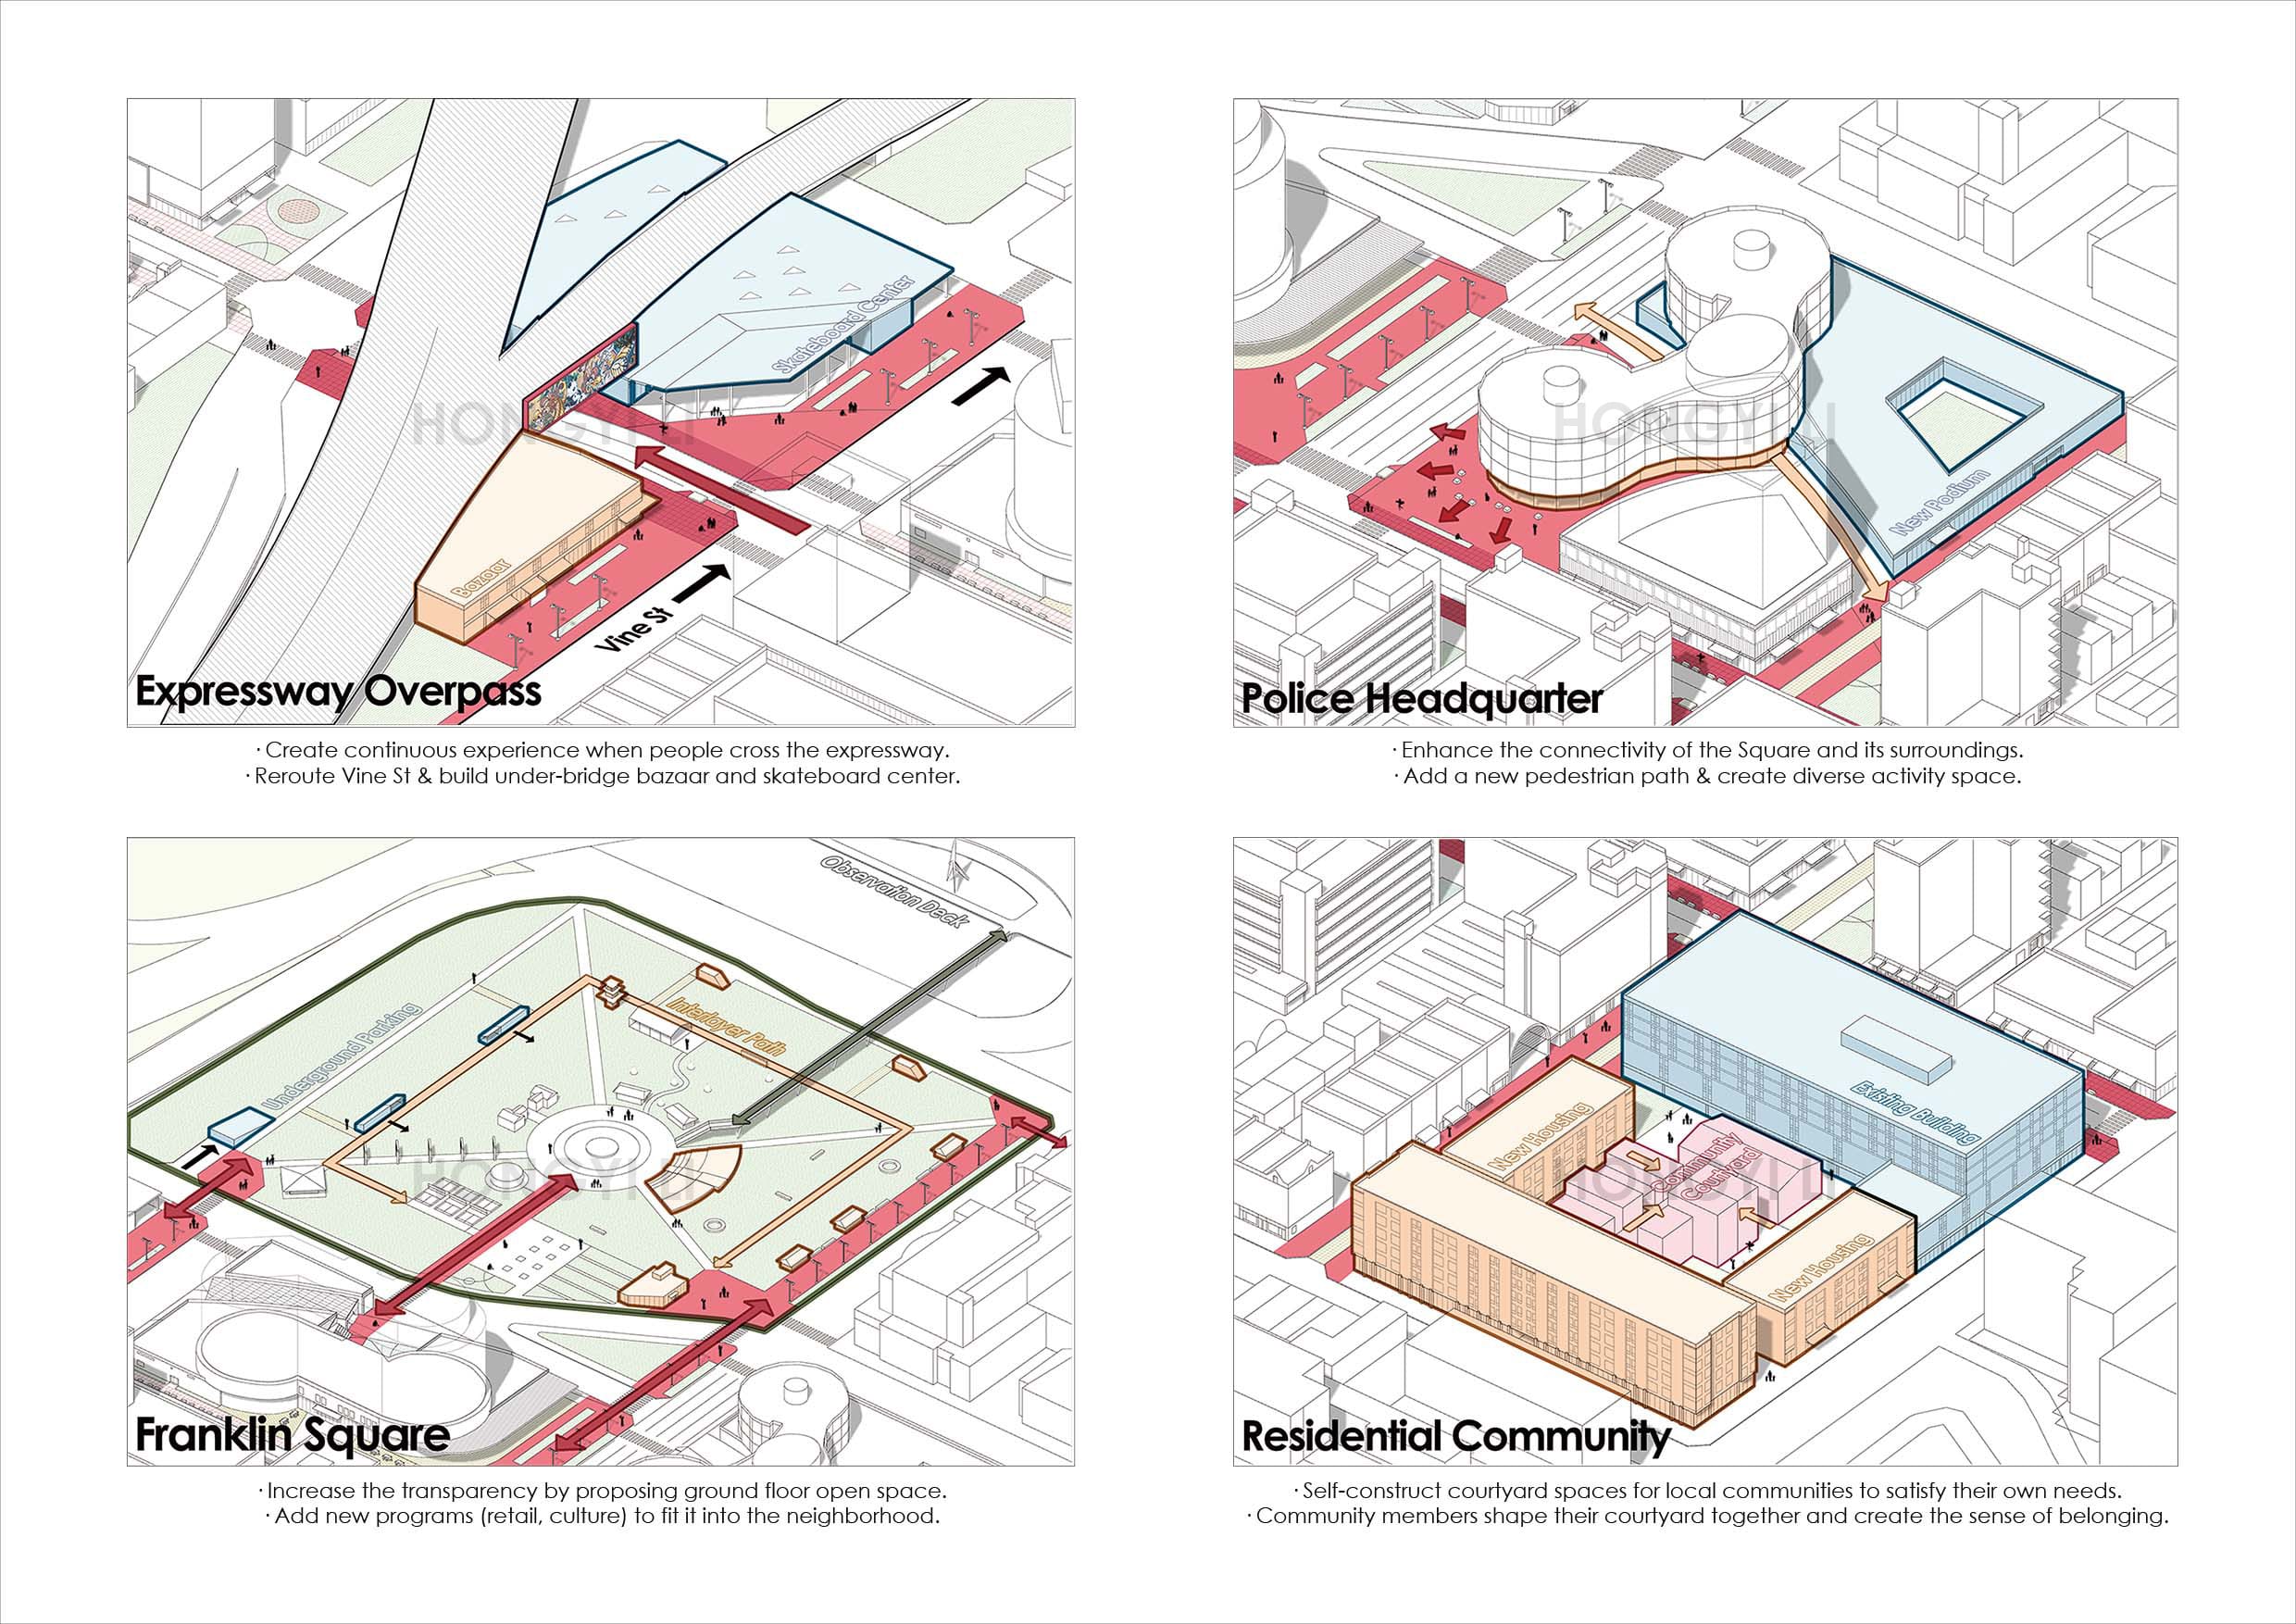 Skateboard Center
Bazaar
Vine St
HONGYI LI
Expressway Overpass
· Create continuous experience when people cross the expressway.
· Reroute Vine St & build under-bridge bazaar and skateboard center.
New Podium
HONGYI LI
Police Headquarter
· Enhance the connectivity of the Square and its surroundings.
· Add a new pedestrian path & create diverse activity space.
Observation Deck
Interlayer Path
Underground Parking
HONGYI LI
Franklin Square
· Increase the transparency by proposing ground floor open space.
· Add new programs (retail, culture) to fit it into the neighborhood.
Existing Building
New Housing
Community
Courtyard
HONGYI LI
New Housing
Residential Community
· Self-construct courtyard spaces for local communities to satisfy their own needs.
· Community members shape their courtyard together and create the sense of belonging.